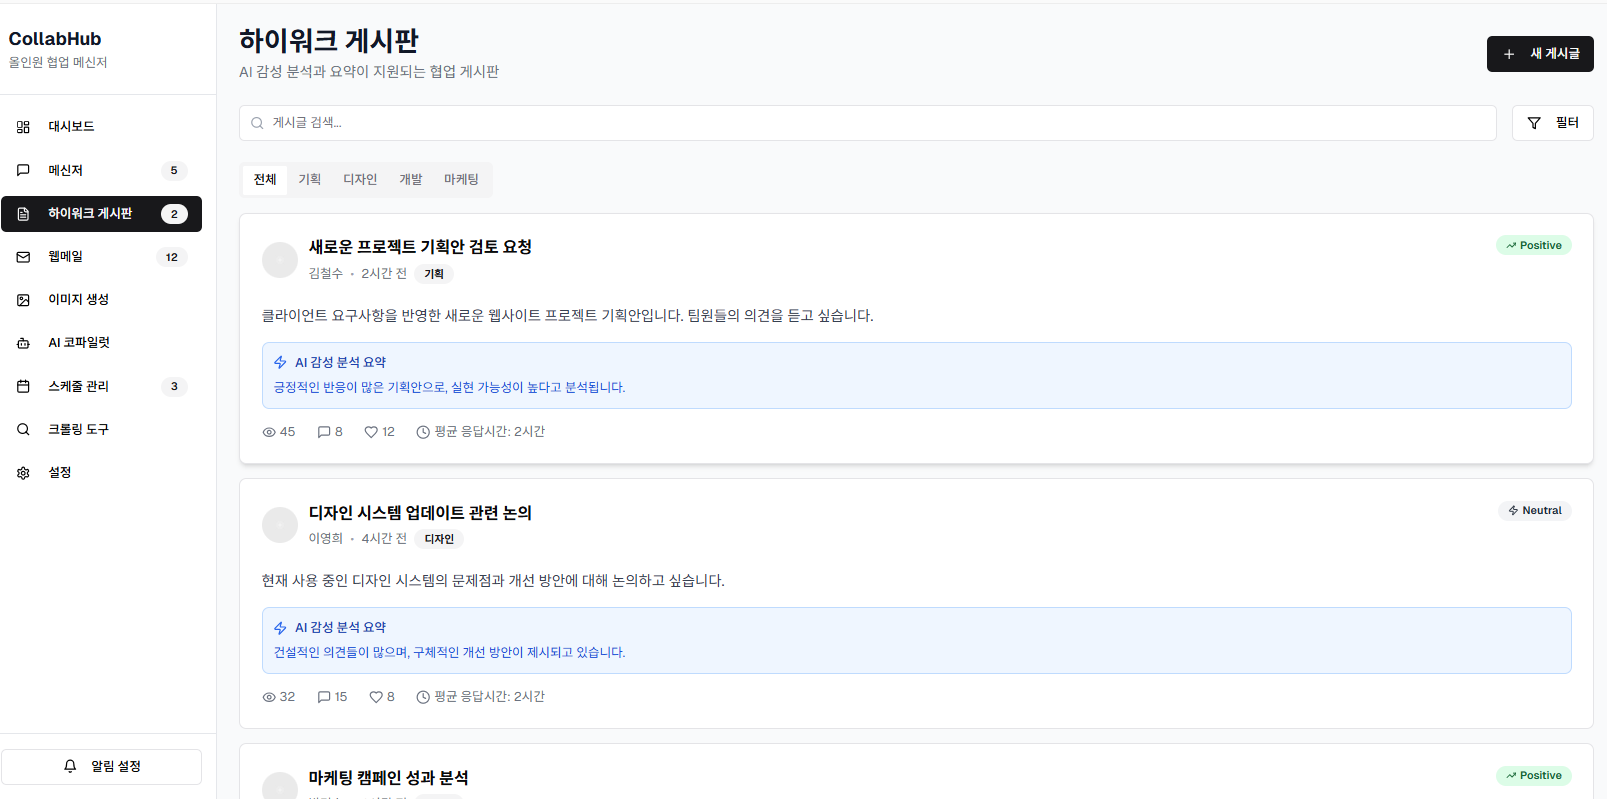 CollabHub
올인원 협업 메신저
대시보드
메신저 5
하이워크 게시판 2
웹메일 12
이미지 생성
AI 코파일럿
스케줄 관리 3
크롤링 도구
설정
알림 설정
하이워크 게시판
AI 감성 분석과 요약이 지원되는 협업 게시판
새 게시글
게시글 검색...
필터
전체 기획 디자인 개발 마케팅
새로운 프로젝트 기획안 검토 요청
Positive
김철수 • 2시간 전 기획
클라이언트 요구사항을 반영한 새로운 웹사이트 프로젝트 기획안입니다. 팀원들의 의견을 듣고 싶습니다.
AI 감성 분석 요약
긍정적인 반응이 많은 기획안으로, 실현 가능성이 높다고 분석됩니다.
45 8 12 평균 응답시간: 2시간
디자인 시스템 업데이트 관련 논의
Neutral
이영희 • 4시간 전 디자인
현재 사용 중인 디자인 시스템의 문제점과 개선 방안에 대해 논의하고 싶습니다.
AI 감성 분석 요약
건설적인 의견들이 많으며, 구체적인 개선 방안이 제시되고 있습니다.
32 15 8 평균 응답시간: 2시간
마케팅 캠페인 성과 분석
Positive